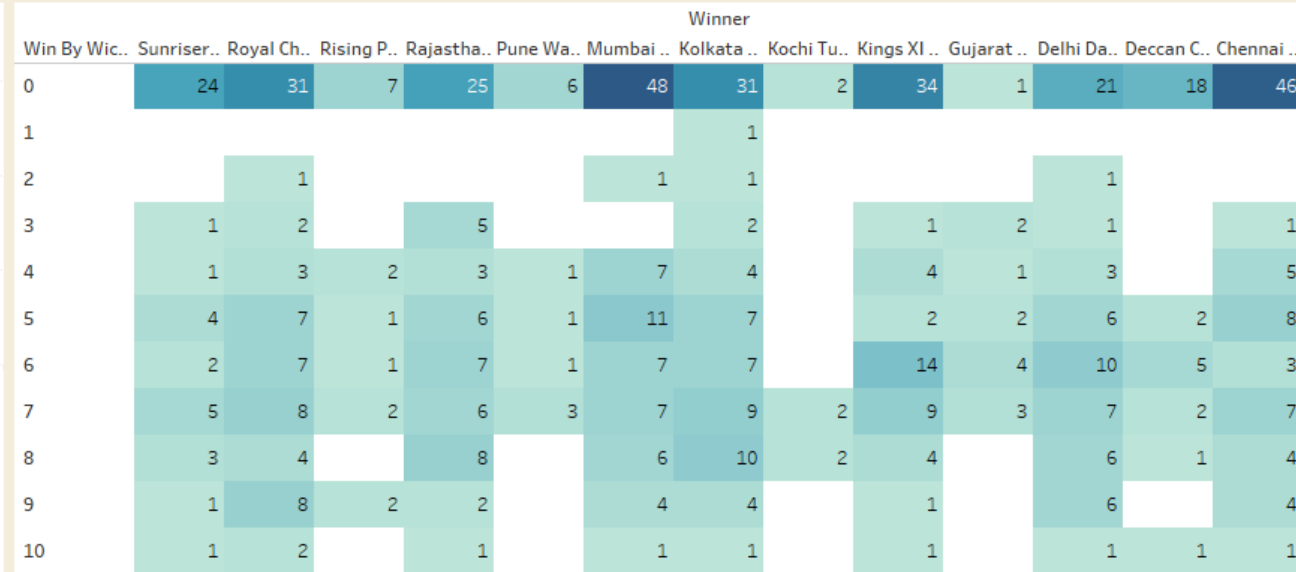 Winner
Win By Wic.. Sunriser.. Royal Ch.. Rising P.. Rajastha.. Pune Wa.. Mumbai .. Kolkata .. Kochi Tu.. Kings XI .. Gujarat .. Delhi Da.. Deccan C.. Chennai ..
0 24 31 7 25 6 48 31 2 34 1 21 18 46
1 1
2 1 1 1 1
3 1 2 5 2 1 2 1 1
4 1 3 2 3 1 7 4 4 1 3 5
5 4 7 1 6 1 11 7 2 2 6 2 8
6 2 7 1 7 1 7 7 14 4 10 5 3
7 5 8 2 6 3 7 9 2 9 3 7 2 7
8 3 4 8 6 10 2 4 6 1 4
9 1 8 2 2 4 4 1 6 4
10 1 2 1 1 1 1 1 1 1